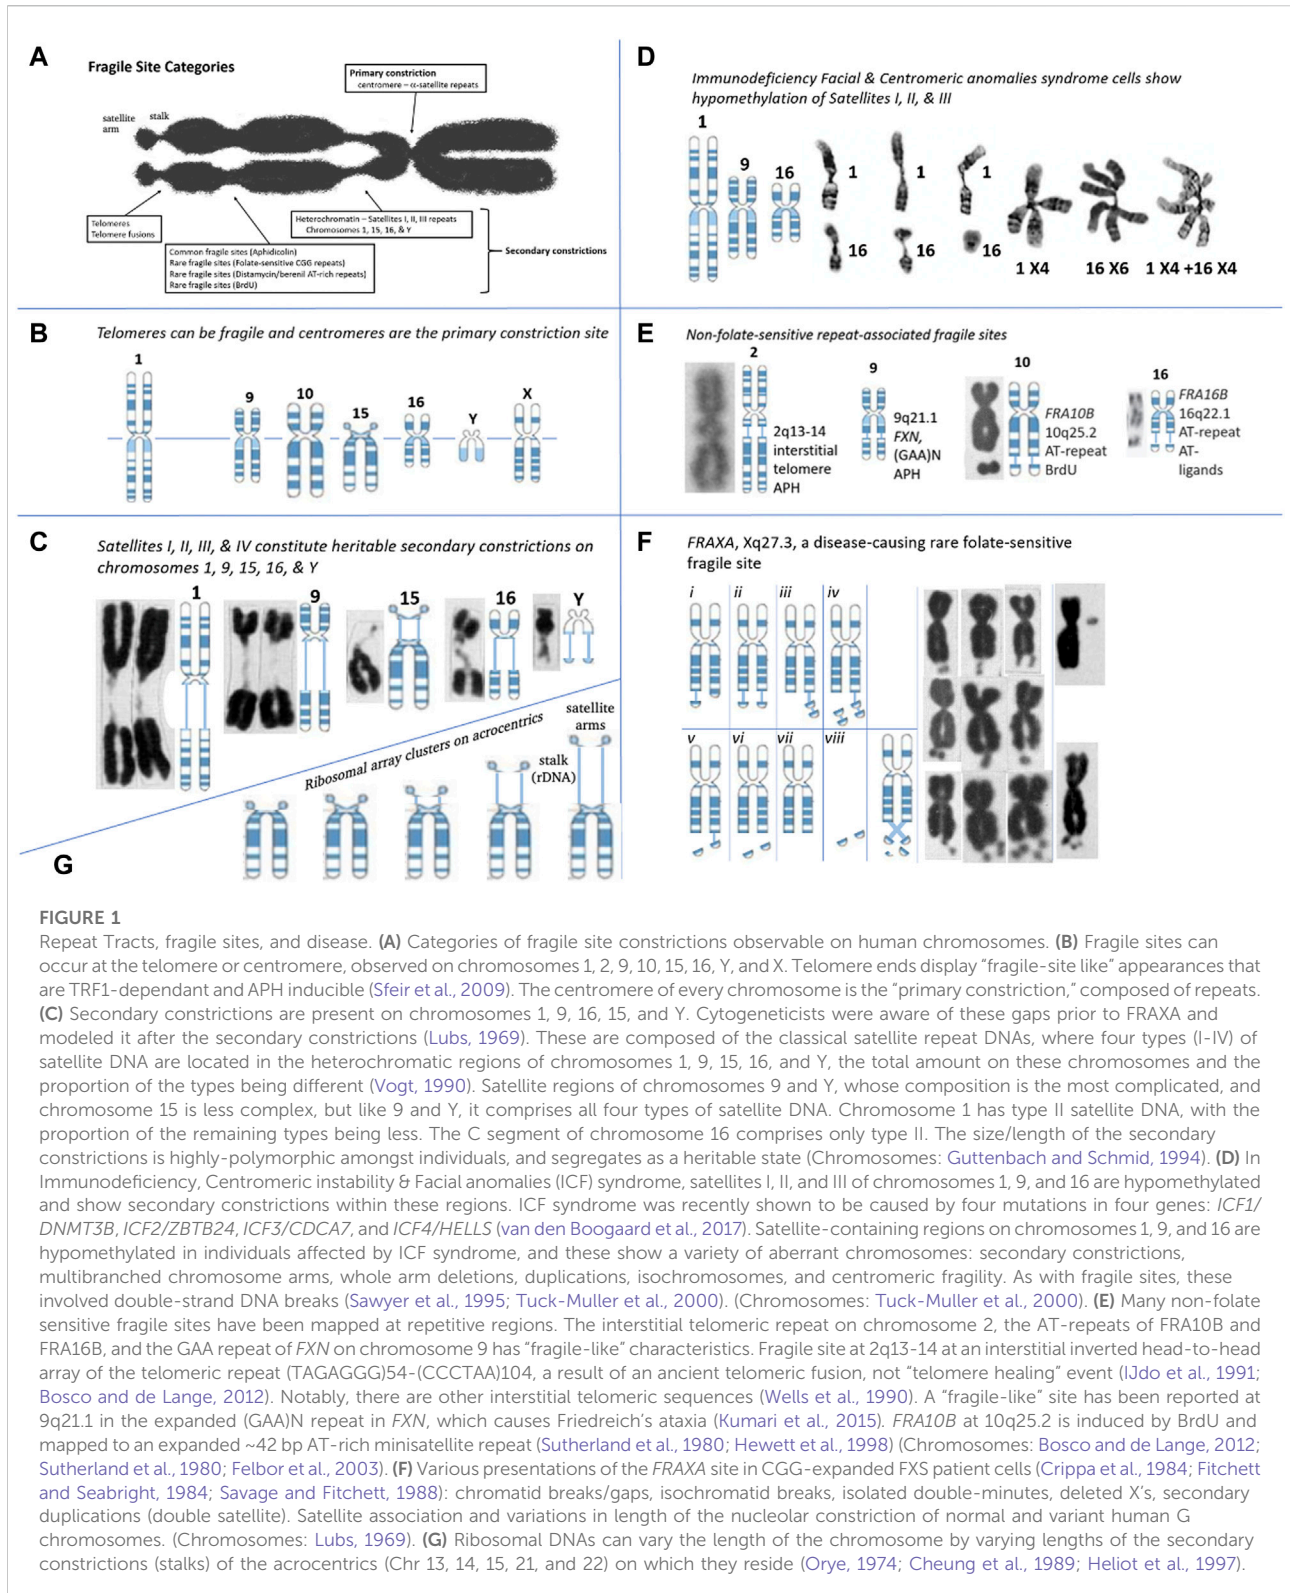 A
Fragile Site Categories
Primary constriction
centromere – α-satellite repeats
satellite
arm
stalk
Telomeres
Telomere fusions
Heterochromatin – Satellites I, II, III repeats
Chromosomes 1, 15, 16, & Y
Common fragile sites (Aphidicolin)
Rare fragile sites (Folate-sensitive CGG repeats)
Rare fragile sites (Distamycin/berenil AT-rich repeats)
Rare fragile sites (BrdU)
Secondary constrictions
B
Telomeres can be fragile and centromeres are the primary constriction site
1
9
10
15
16
Y
X
C
Satellites I, II, III, & IV constitute heritable secondary constrictions on
chromosomes 1, 9, 15, 16, & Y
1
9
15
16
Y
Ribosomal array clusters on acrocentrics
satellite
arms
stalk
(rDNA)
G
D
Immunodeficiency Facial & Centromeric anomalies syndrome cells show
hypomethylation of Satellites I, II, & III
1
9
16
1
1
1
16
16
16
1 X4
16 X6
1 X4 +16 X4
E
Non-folate-sensitive repeat-associated fragile sites
2
2q13-14
interstitial
telomere
APH
9
9q21.1
FXN,
(GAA)N
APH
10
FRA10B
10q25.2
AT-repeat
BrdU
16
FRA16B
16q22.1
AT-repeat
AT-
ligands
F
FRAXA, Xq27.3, a disease-causing rare folate-sensitive
fragile site
i
ii
iii
iv
v
vi
vii
viii
FIGURE 1
Repeat Tracts, fragile sites, and disease. (A) Categories of fragile site constrictions observable on human chromosomes. (B) Fragile sites can
occur at the telomere or centromere, observed on chromosomes 1, 2, 9, 10, 15, 16, Y, and X. Telomere ends display "fragile-site like" appearances that
are TRF1-dependant and APH inducible (Sfeir et al., 2009). The centromere of every chromosome is the "primary constriction," composed of repeats.
(C) Secondary constrictions are present on chromosomes 1, 9, 16, 15, and Y. Cytogeneticists were aware of these gaps prior to FRAXA and
modeled it after the secondary constrictions (Lubs, 1969). These are composed of the classical satellite repeat DNAs, where four types (I-IV) of
satellite DNA are located in the heterochromatic regions of chromosomes 1, 9, 15, 16, and Y, the total amount on these chromosomes and the
proportion of the types being different (Vogt, 1990). Satellite regions of chromosomes 9 and Y, whose composition is the most complicated, and
chromosome 15 is less complex, but like 9 and Y, it comprises all four types of satellite DNA. Chromosome 1 has type II satellite DNA, with the
proportion of the remaining types being less. The C segment of chromosome 16 comprises only type II. The size/length of the secondary
constrictions is highly-polymorphic amongst individuals, and segregates as a heritable state (Chromosomes: Guttenbach and Schmid, 1994). (D) In
Immunodeficiency, Centromeric instability & Facial anomalies (ICF) syndrome, satellites I, II, and III of chromosomes 1, 9, and 16 are hypomethylated
and show secondary constrictions within these regions. ICF syndrome was recently shown to be caused by four mutations in four genes: ICF1/
DNMT3B, ICF2/ZBTB24, ICF3/CDCA7, and ICF4/HELLS (van den Boogaard et al., 2017). Satellite-containing regions on chromosomes 1, 9, and 16 are
hypomethylated in individuals affected by ICF syndrome, and these show a variety of aberrant chromosomes: secondary constrictions,
multibranched chromosome arms, whole arm deletions, duplications, isochromosomes, and centromeric fragility. As with fragile sites, these
involved double-strand DNA breaks (Sawyer et al., 1995; Tuck-Muller et al., 2000). (Chromosomes: Tuck-Muller et al., 2000). (E) Many non-folate
sensitive fragile sites have been mapped at repetitive regions. The interstitial telomeric repeat on chromosome 2, the AT-repeats of FRA10B and
FRA16B, and the GAA repeat of FXN on chromosome 9 has "fragile-like" characteristics. Fragile site at 2q13-14 at an interstitial inverted head-to-head
array of the telomeric repeat (TAGAGGG)54-(CCCTAA)104, a result of an ancient telomeric fusion, not "telomere healing" event (IJdo et al., 1991;
Bosco and de Lange, 2012). Notably, there are other interstitial telomeric sequences (Wells et al., 1990). A "fragile-like" site has been reported at
9q21.1 in the expanded (GAA)N repeat in FXN, which causes Friedreich's ataxia (Kumari et al., 2015). FRA10B at 10q25.2 is induced by BrdU and
mapped to an expanded ~42 bp AT-rich minisatellite repeat (Sutherland et al., 1980; Hewett et al., 1998) (Chromosomes: Bosco and de Lange, 2012;
Sutherland et al., 1980; Felbor et al., 2003). (F) Various presentations of the FRAXA site in CGG-expanded FXS patient cells (Crippa et al., 1984; Fitchett
and Seabright, 1984; Savage and Fitchett, 1988): chromatid breaks/gaps, isochromatid breaks, isolated double-minutes, deleted X's, secondary
duplications (double satellite). Satellite association and variations in length of the nucleolar constriction of normal and variant human G
chromosomes. (Chromosomes: Lubs, 1969). (G) Ribosomal DNAs can vary the length of the chromosome by varying lengths of the secondary
constrictions (stalks) of the acrocentrics (Chr 13, 14, 15, 21, and 22) on which they reside (Orye, 1974; Cheung et al., 1989; Heliot et al., 1997).